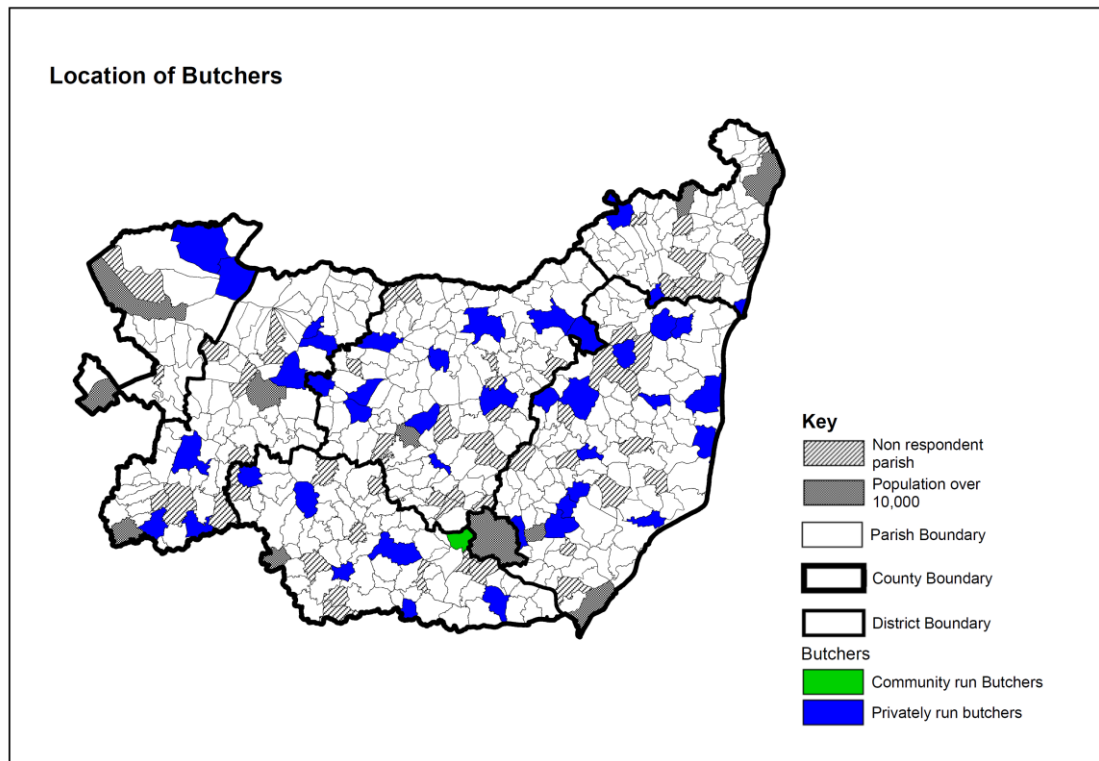 Location of Butchers
Key
Non respondent
parish
Population over
10,000
Parish Boundary
County Boundary
District Boundary
Butchers
Community run Butchers
Privately run butchers